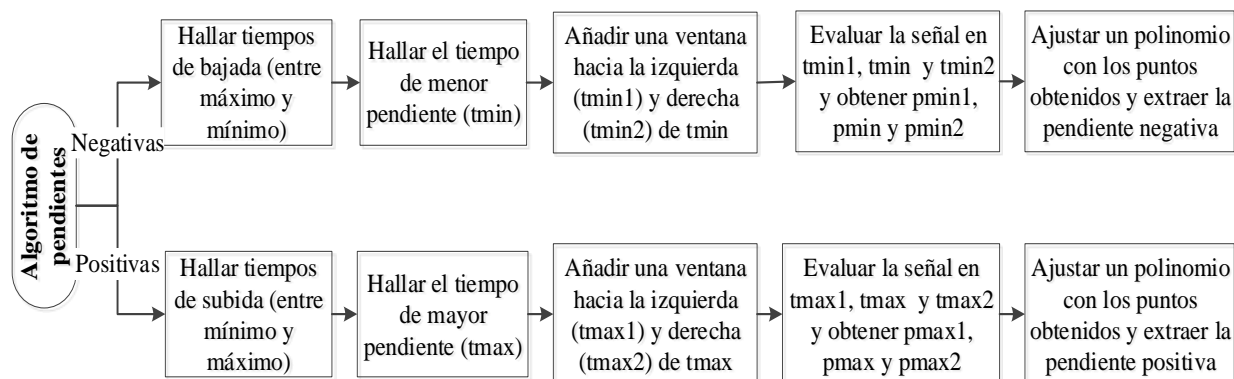 Algoritmo de
pendientes
Negativas
Hallar tiempos
de bajada (entre
máximo y
mínimo)
Hallar el tiempo
de menor
pendiente (tmin)
Añadir una ventana
hacia la izquierda
(tmin1) y derecha
(tmin2) de tmin
Evaluar la señal en
tmin1, tmin y tmin2
y obtener pmin1,
pmin y pmin2
Ajustar un polinomio
con los puntos
obtenidos y extraer la
pendiente negativa
Positivas
Hallar tiempos
de subida (entre
mínimo y
máximo)
Hallar el tiempo
de mayor
pendiente (tmax)
Añadir una ventana
hacia la izquierda
(tmax1) y derecha
(tmax2) de tmax
Evaluar la señal en
tmax1, tmax y tmax2
y obtener pmax1,
pmax y pmax2
Ajustar un polinomio
con los puntos
obtenidos y extraer la
pendiente positiva